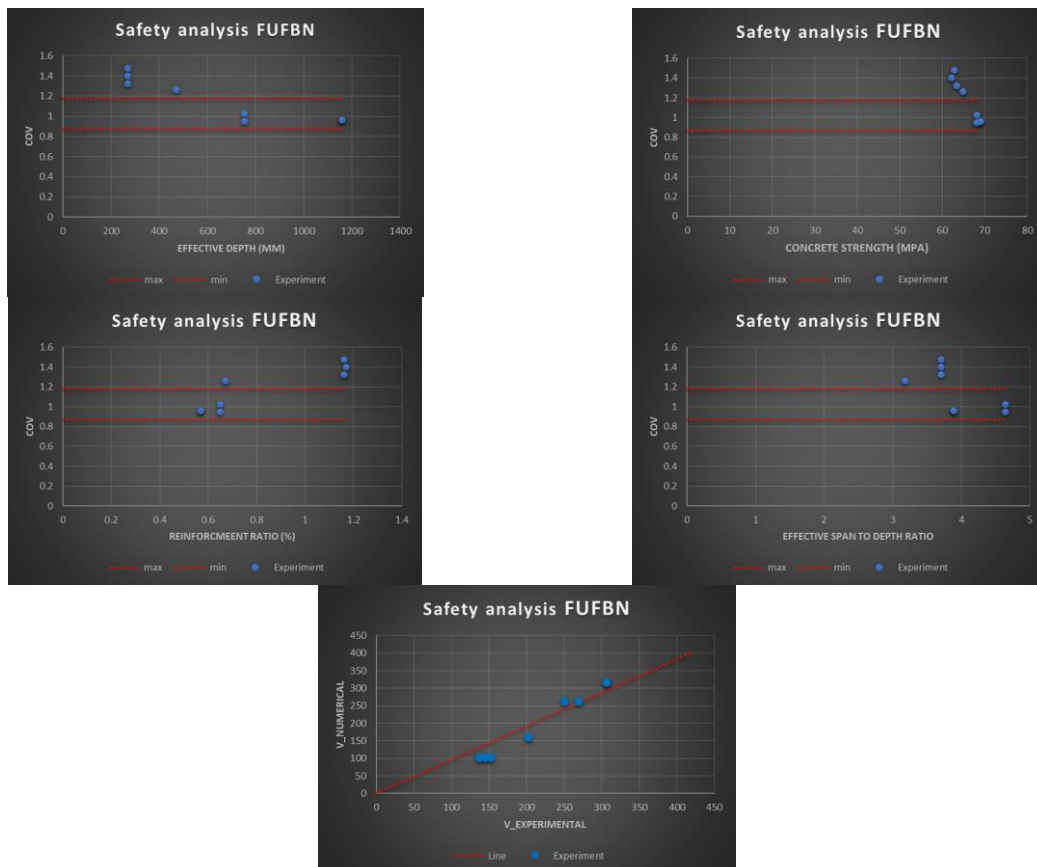 Safety analysis FUFBN
1.6
1.4
1.2
1
0.8
0.6
0.4
0.2
0
COV
0 200 400 600 800 1000 1200 1400
EFFECTIVE DEPTH (MM)
max min Experiment
Safety analysis FUFBN
1.6
1.4
1.2
1
0.8
0.6
0.4
0.2
0
COV
0 10 20 30 40 50 60 70 80
CONCRETE STRENGTH (MPA)
max min Experiment
Safety analysis FUFBN
1.6
1.4
1.2
1
0.8
0.6
0.4
0.2
0
COV
0 0.2 0.4 0.6 0.8 1 1.2 1.4
REINFORCMEENT RATIO (%)
max min Experiment
Safety analysis FUFBN
1.6
1.4
1.2
1
0.8
0.6
0.4
0.2
0
COV
0 1 2 3 4 5
EFFECTIVE SPAN TO DEPTH RATIO
max min Experiment
Safety analysis FUFBN
450
400
350
300
250
200
150
100
50
0
V_NUMERICAL
0 50 100 150 200 250 300 350 400 450
V_EXPERIMENTAL
Line Experiment